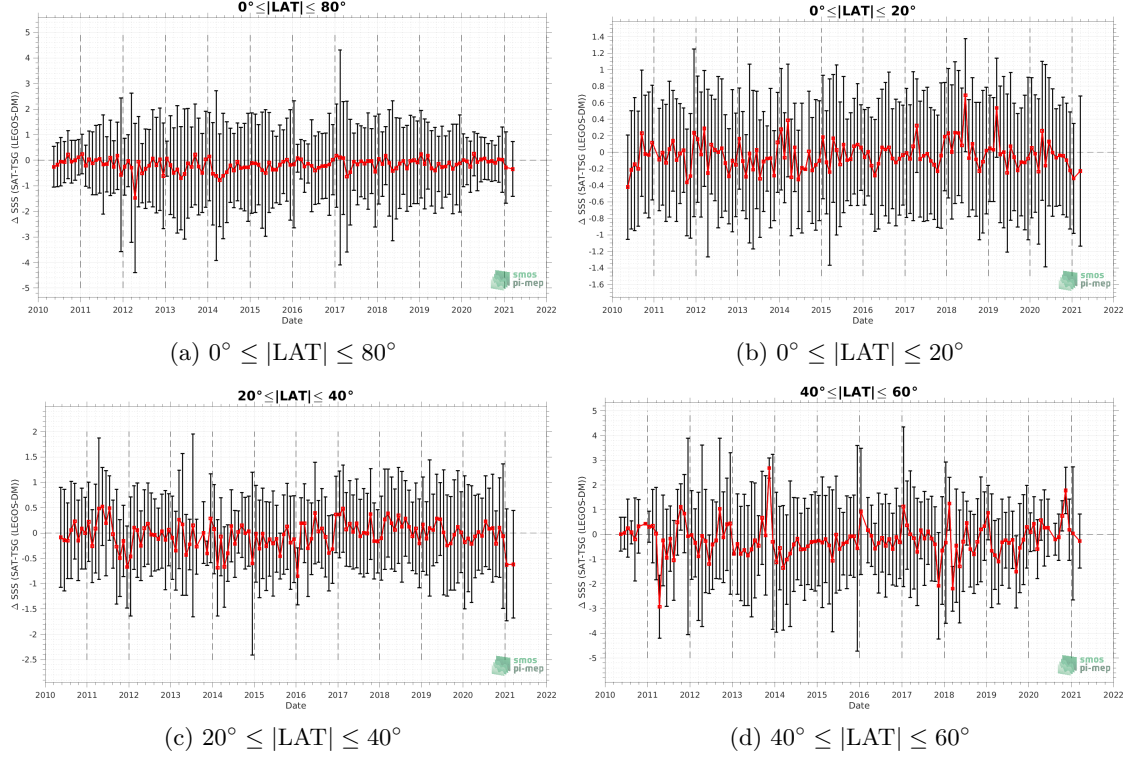 0°≤|LAT|≤ 80°
Δ SSS (SAT-TSG (LEGOS-DM))
5
4
3
2
1
0
-1
-2
-3
-4
-5
2010 2011 2012 2013 2014 2015 2016 2017 2018 2019 2020 2021 2022
Date
smos
pi-mep
(a) 0° ≤ |LAT| ≤ 80°
0°≤|LAT|≤ 20°
Δ SSS (SAT-TSG (LEGOS-DM))
1.4
1.2
1
0.8
0.6
0.4
0.2
0
-0.2
-0.4
-0.6
-0.8
-1
-1.2
-1.4
-1.6
2010 2011 2012 2013 2014 2015 2016 2017 2018 2019 2020 2021 2022
Date
smos
pi-mep
(b) 0° ≤ |LAT| ≤ 20°
20°≤|LAT|≤ 40°
Δ SSS (SAT-TSG (LEGOS-DM))
2
1.5
1
0.5
0
-0.5
-1
-1.5
-2
-2.5
2010 2011 2012 2013 2014 2015 2016 2017 2018 2019 2020 2021 2022
Date
smos
pi-mep
(c) 20° ≤ |LAT| ≤ 40°
40°≤|LAT|≤ 60°
Δ SSS (SAT-TSG (LEGOS-DM))
5
4
3
2
1
0
-1
-2
-3
-4
-5
2010 2011 2012 2013 2014 2015 2016 2017 2018 2019 2020 2021 2022
Date
smos
pi-mep
(d) 40° ≤ |LAT| ≤ 60°